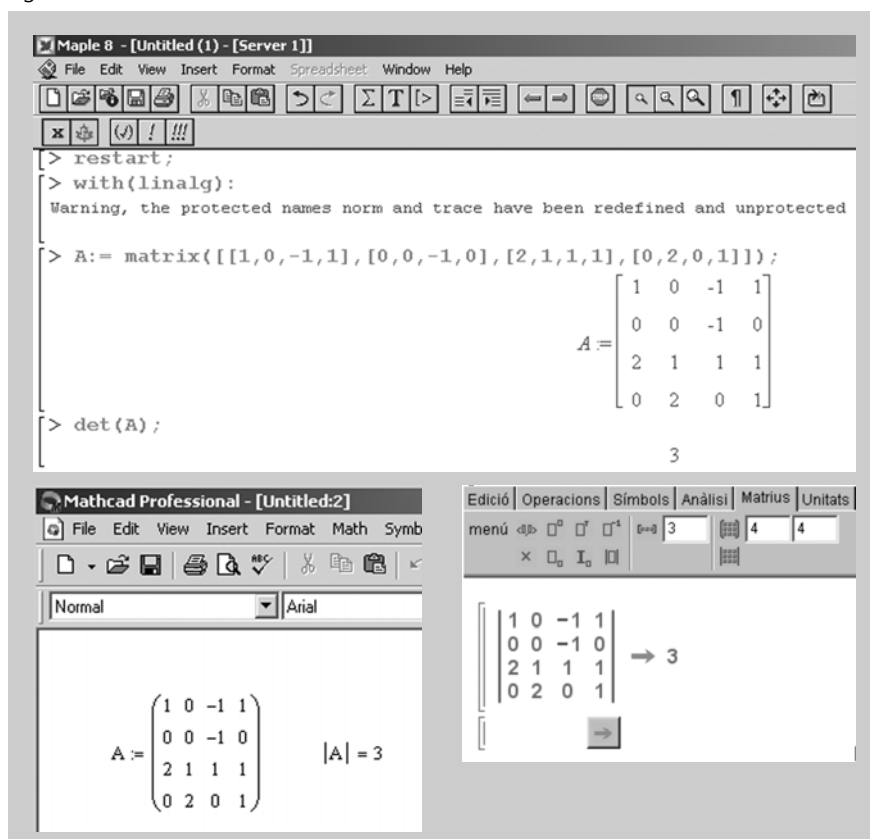 Maple 8 - [Untitled (1) - [Server 1]]
File Edit View Insert Format Spreadsheet Window Help
Σ T [> ¶
x (√) ! !!!
[> restart;
[> with(linalg):
Warning, the protected names norm and trace have been redefined and unprotected
[> A:= matrix([[1,0,-1,1],[0,0,-1,0],[2,1,1,1],[0,2,0,1]]);
1 0 -1 1
0 0 -1 0
A :=
2 1 1 1
0 2 0 1
[> det(A);
3
Mathcad Professional - [Untitled:2]
File Edit View Insert Format Math Symb
Normal Arial
1 0 -1 1
0 0 -1 0
A := |A| = 3
2 1 1 1
0 2 0 1
Edició Operacions Símbols Anàlisi Matrius Unitats
menú 3 4 4
1 0 -1 1
0 0 -1 0
→ 3
2 1 1 1
0 2 0 1